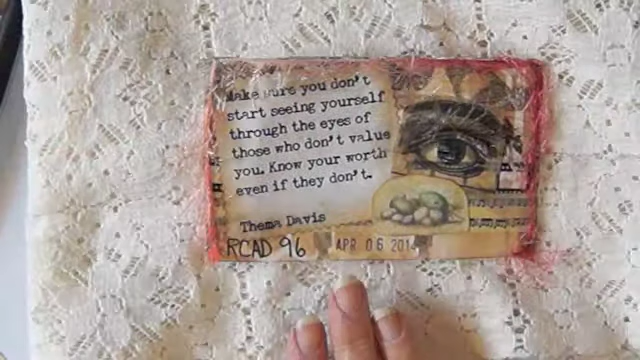 Make sure you don't
start seeing yourself
through the eyes of
those who don't value
you. Know your worth
even if they don't.
Thema Davis
RCAD 96
APR 06 2014